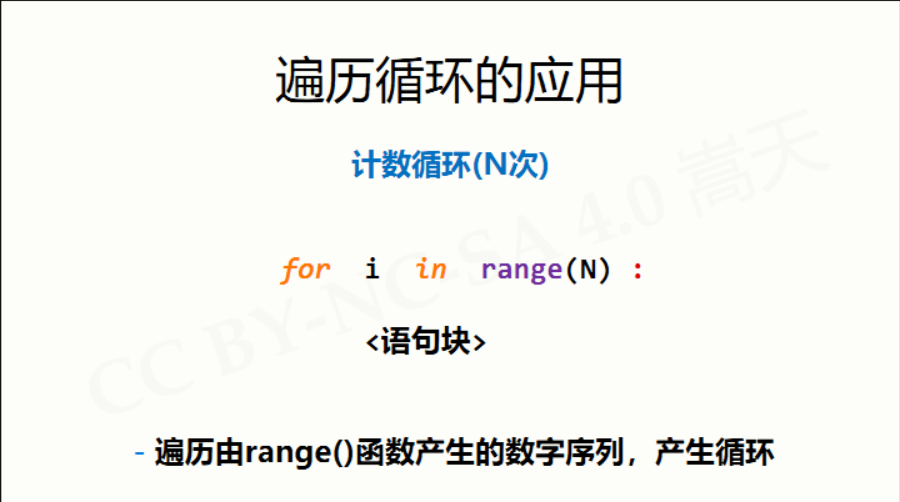 遍历循环的应用
计数循环(N次)
for i in range(N) :
<语句块>
- 遍历由range()函数产生的数字序列，产生循环
CC BY-NC-SA 4.0 嵩天